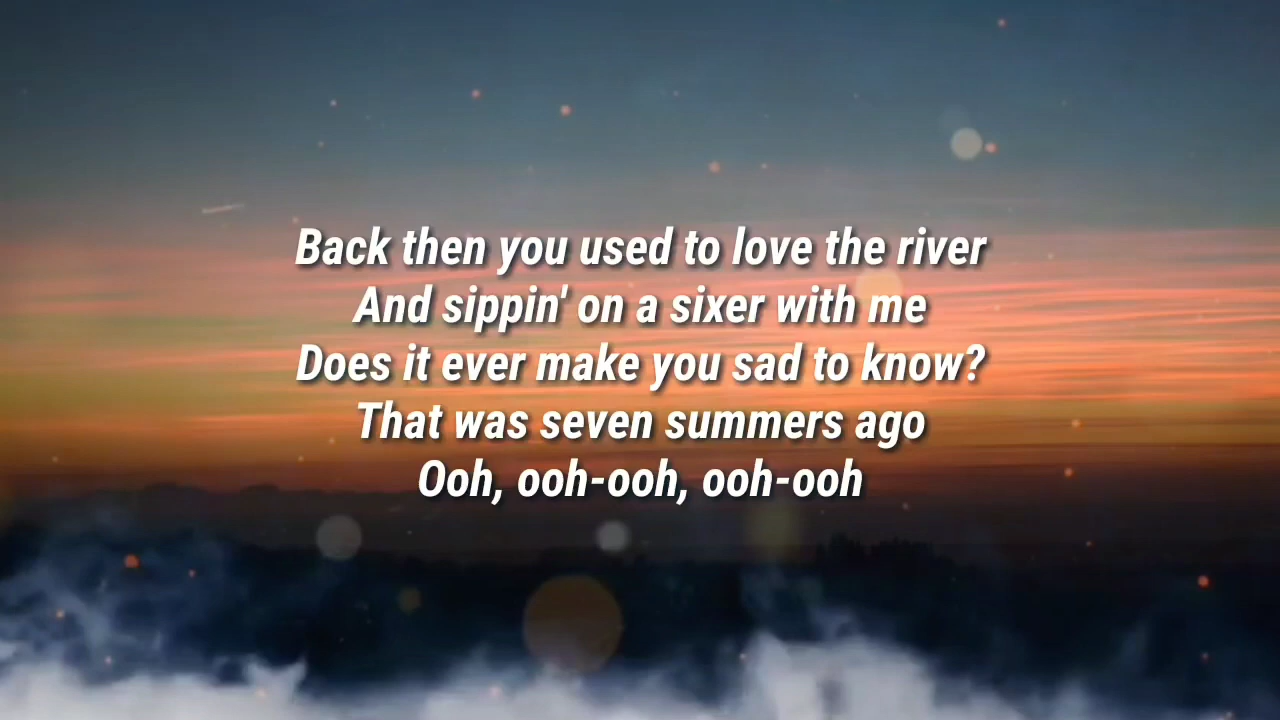 Back then you used to love the river
And sippin' on a sixer with me
Does it ever make you sad to know?
That was seven summers ago
Ooh, ooh-ooh, ooh-ooh